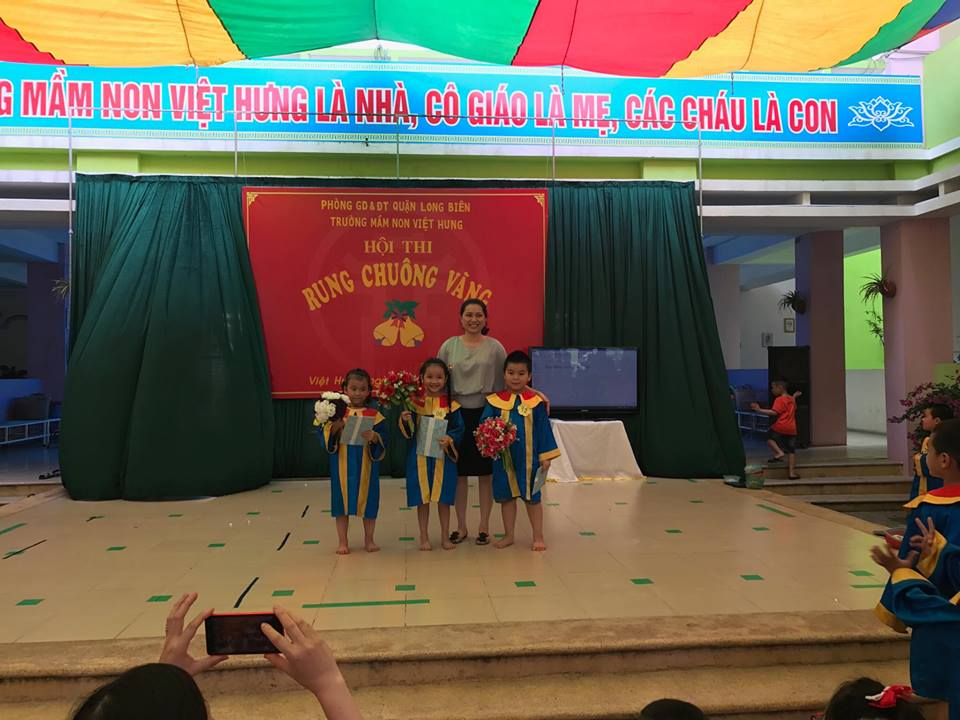 G MẦM NON VIỆT HƯNG LÀ NHÀ, CÔ GIÁO LÀ MẸ, CÁC CHÁU LÀ CON
PHÒNG GD&ĐT QUẬN LONG BIÊN
TRƯỜNG MẦM NON VIỆT HƯNG
HỘI THI
RUNG CHUÔNG VÀNG
Việt